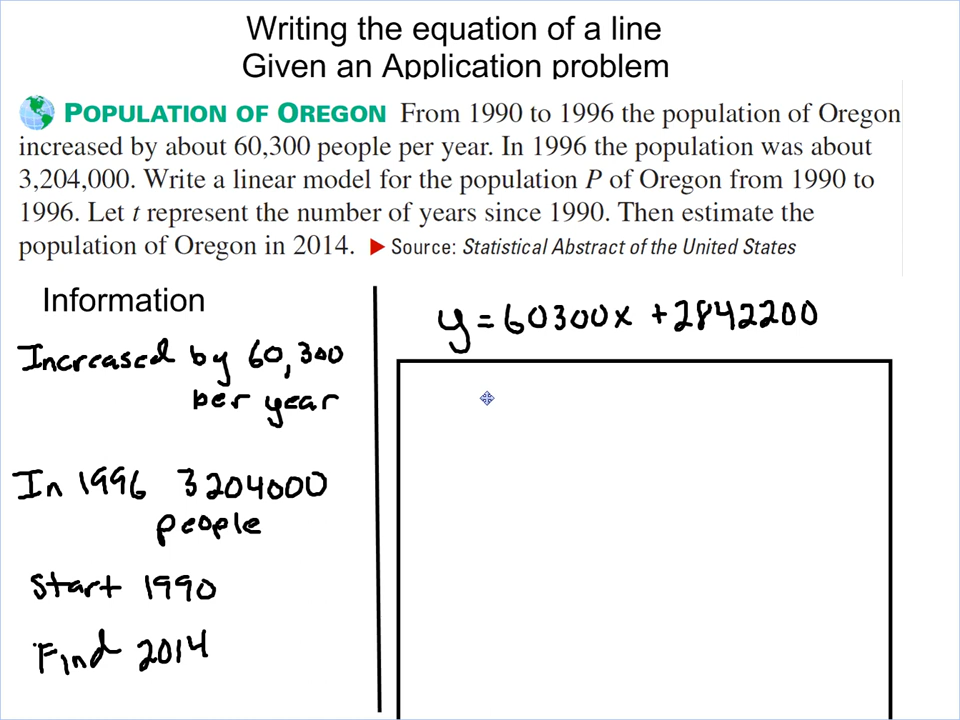 Writing the equation of a line
Given an Application problem
POPULATION OF OREGON From 1990 to 1996 the population of Oregon
increased by about 60,300 people per year. In 1996 the population was about
3,204,000. Write a linear model for the population P of Oregon from 1990 to
1996. Let t represent the number of years since 1990. Then estimate the
population of Oregon in 2014. ▶ Source: Statistical Abstract of the United States
Information
y = 60300x + 2842200
Increased by 60,300
per year
In 1996 3204000
people
Start 1990
Find 2014